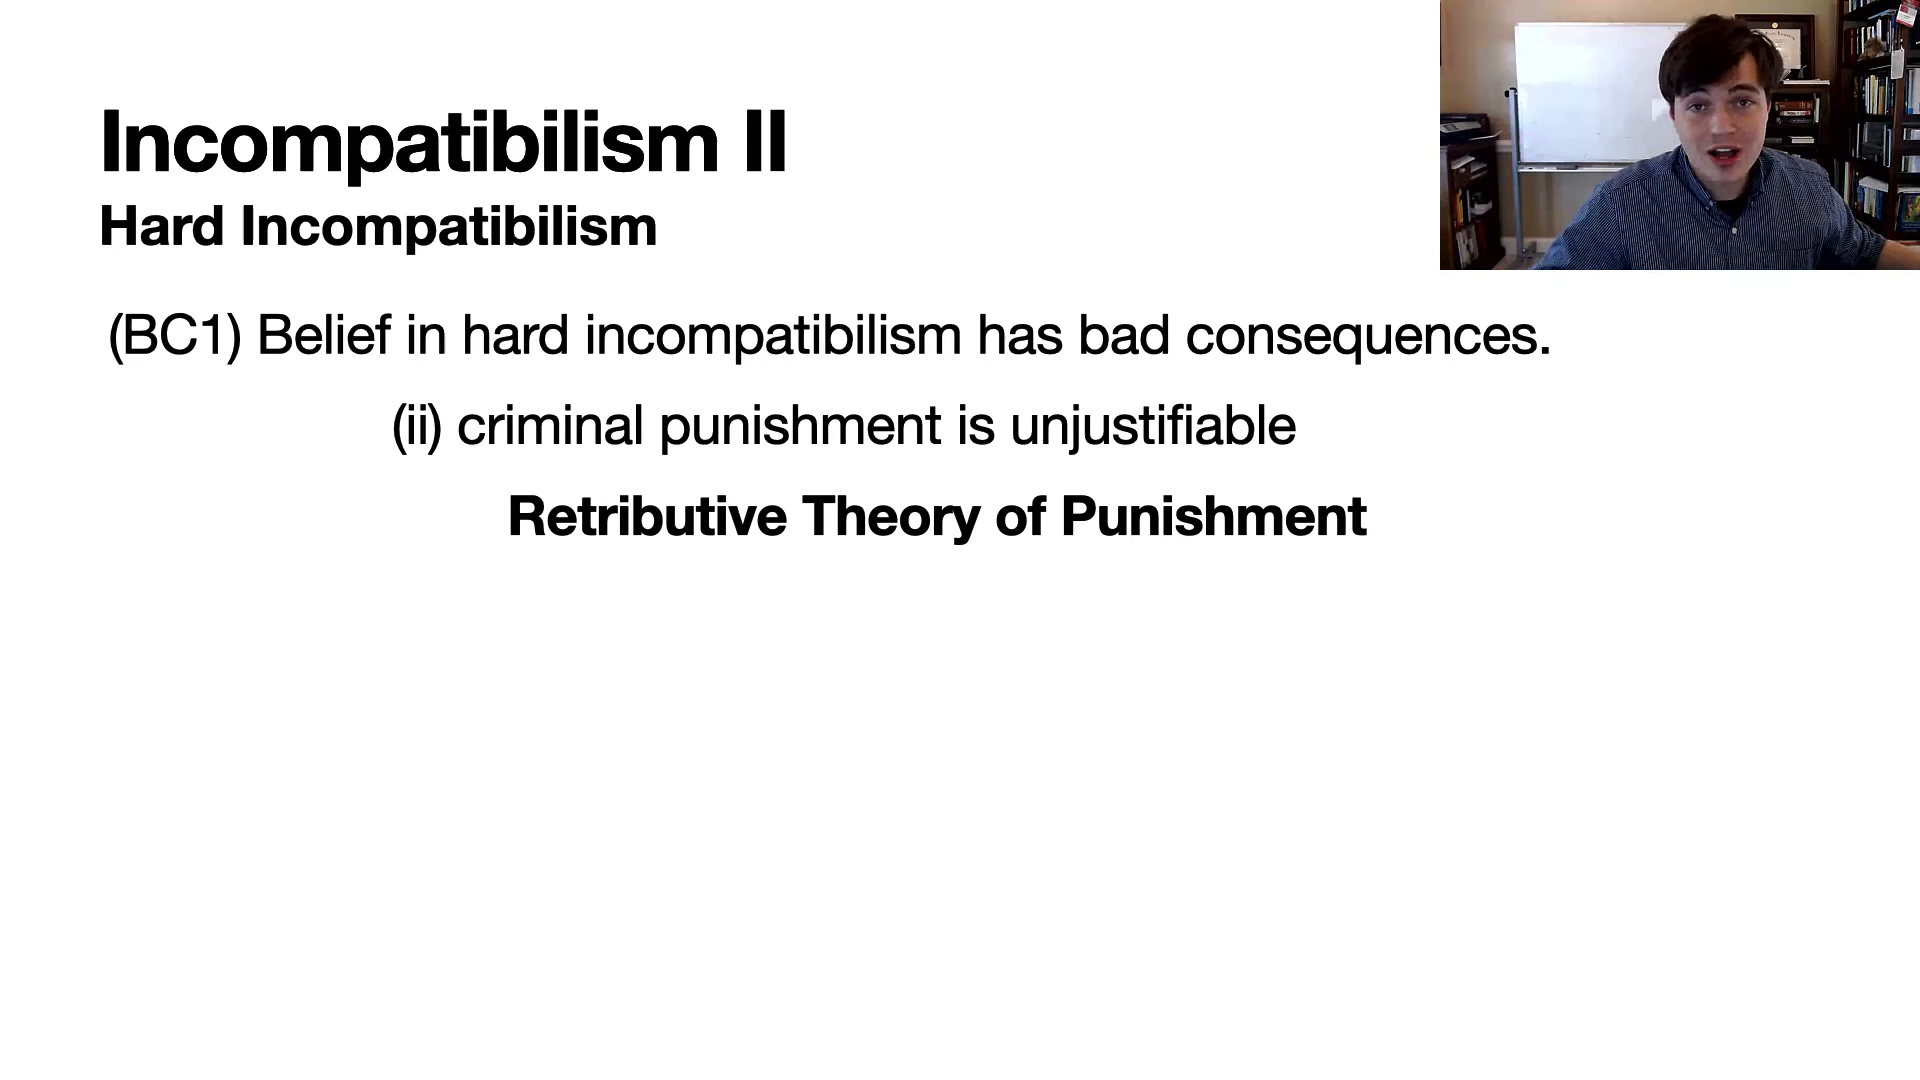 Incompatibilism II
Hard Incompatibilism
(BC1) Belief in hard incompatibilism has bad consequences.
(ii) criminal punishment is unjustifiable
Retributive Theory of Punishment